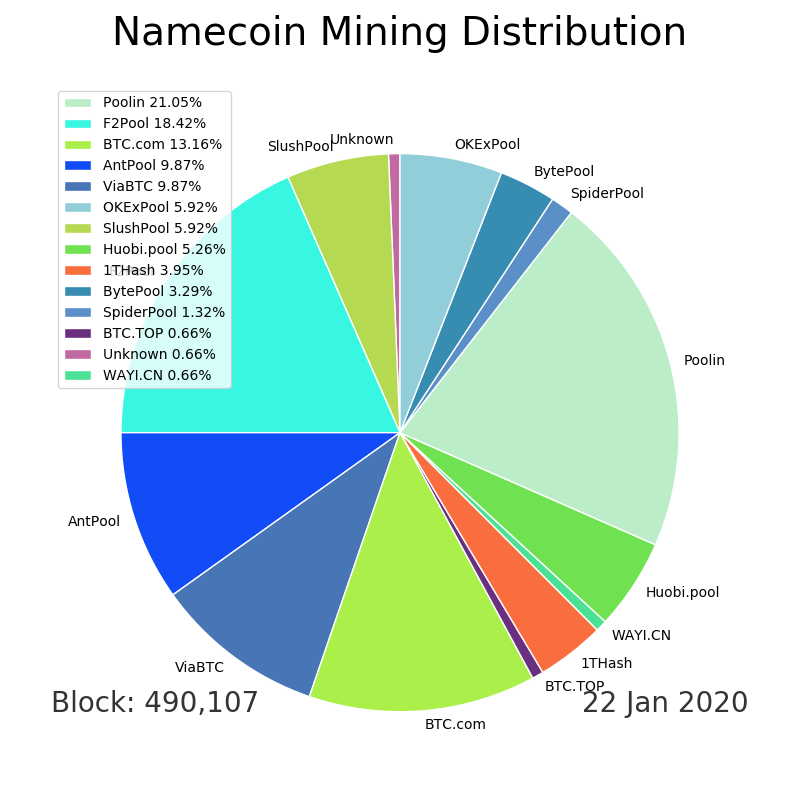 Namecoin Mining Distribution
Poolin 21.05%
F2Pool 18.42%
BTC.com 13.16%
AntPool 9.87%
ViaBTC 9.87%
OKExPool 5.92%
SlushPool 5.92%
Huobi.pool 5.26%
1THash 3.95%
BytePool 3.29%
SpiderPool 1.32%
BTC.TOP 0.66%
Unknown 0.66%
WAYI.CN 0.66%
Unknown
SlushPool
OKExPool
BytePool
SpiderPool
Poolin
AntPool
Huobi.pool
WAYI.CN
1THash
ViaBTC
BTC.TOP
BTC.com
Block: 490,107
22 Jan 2020